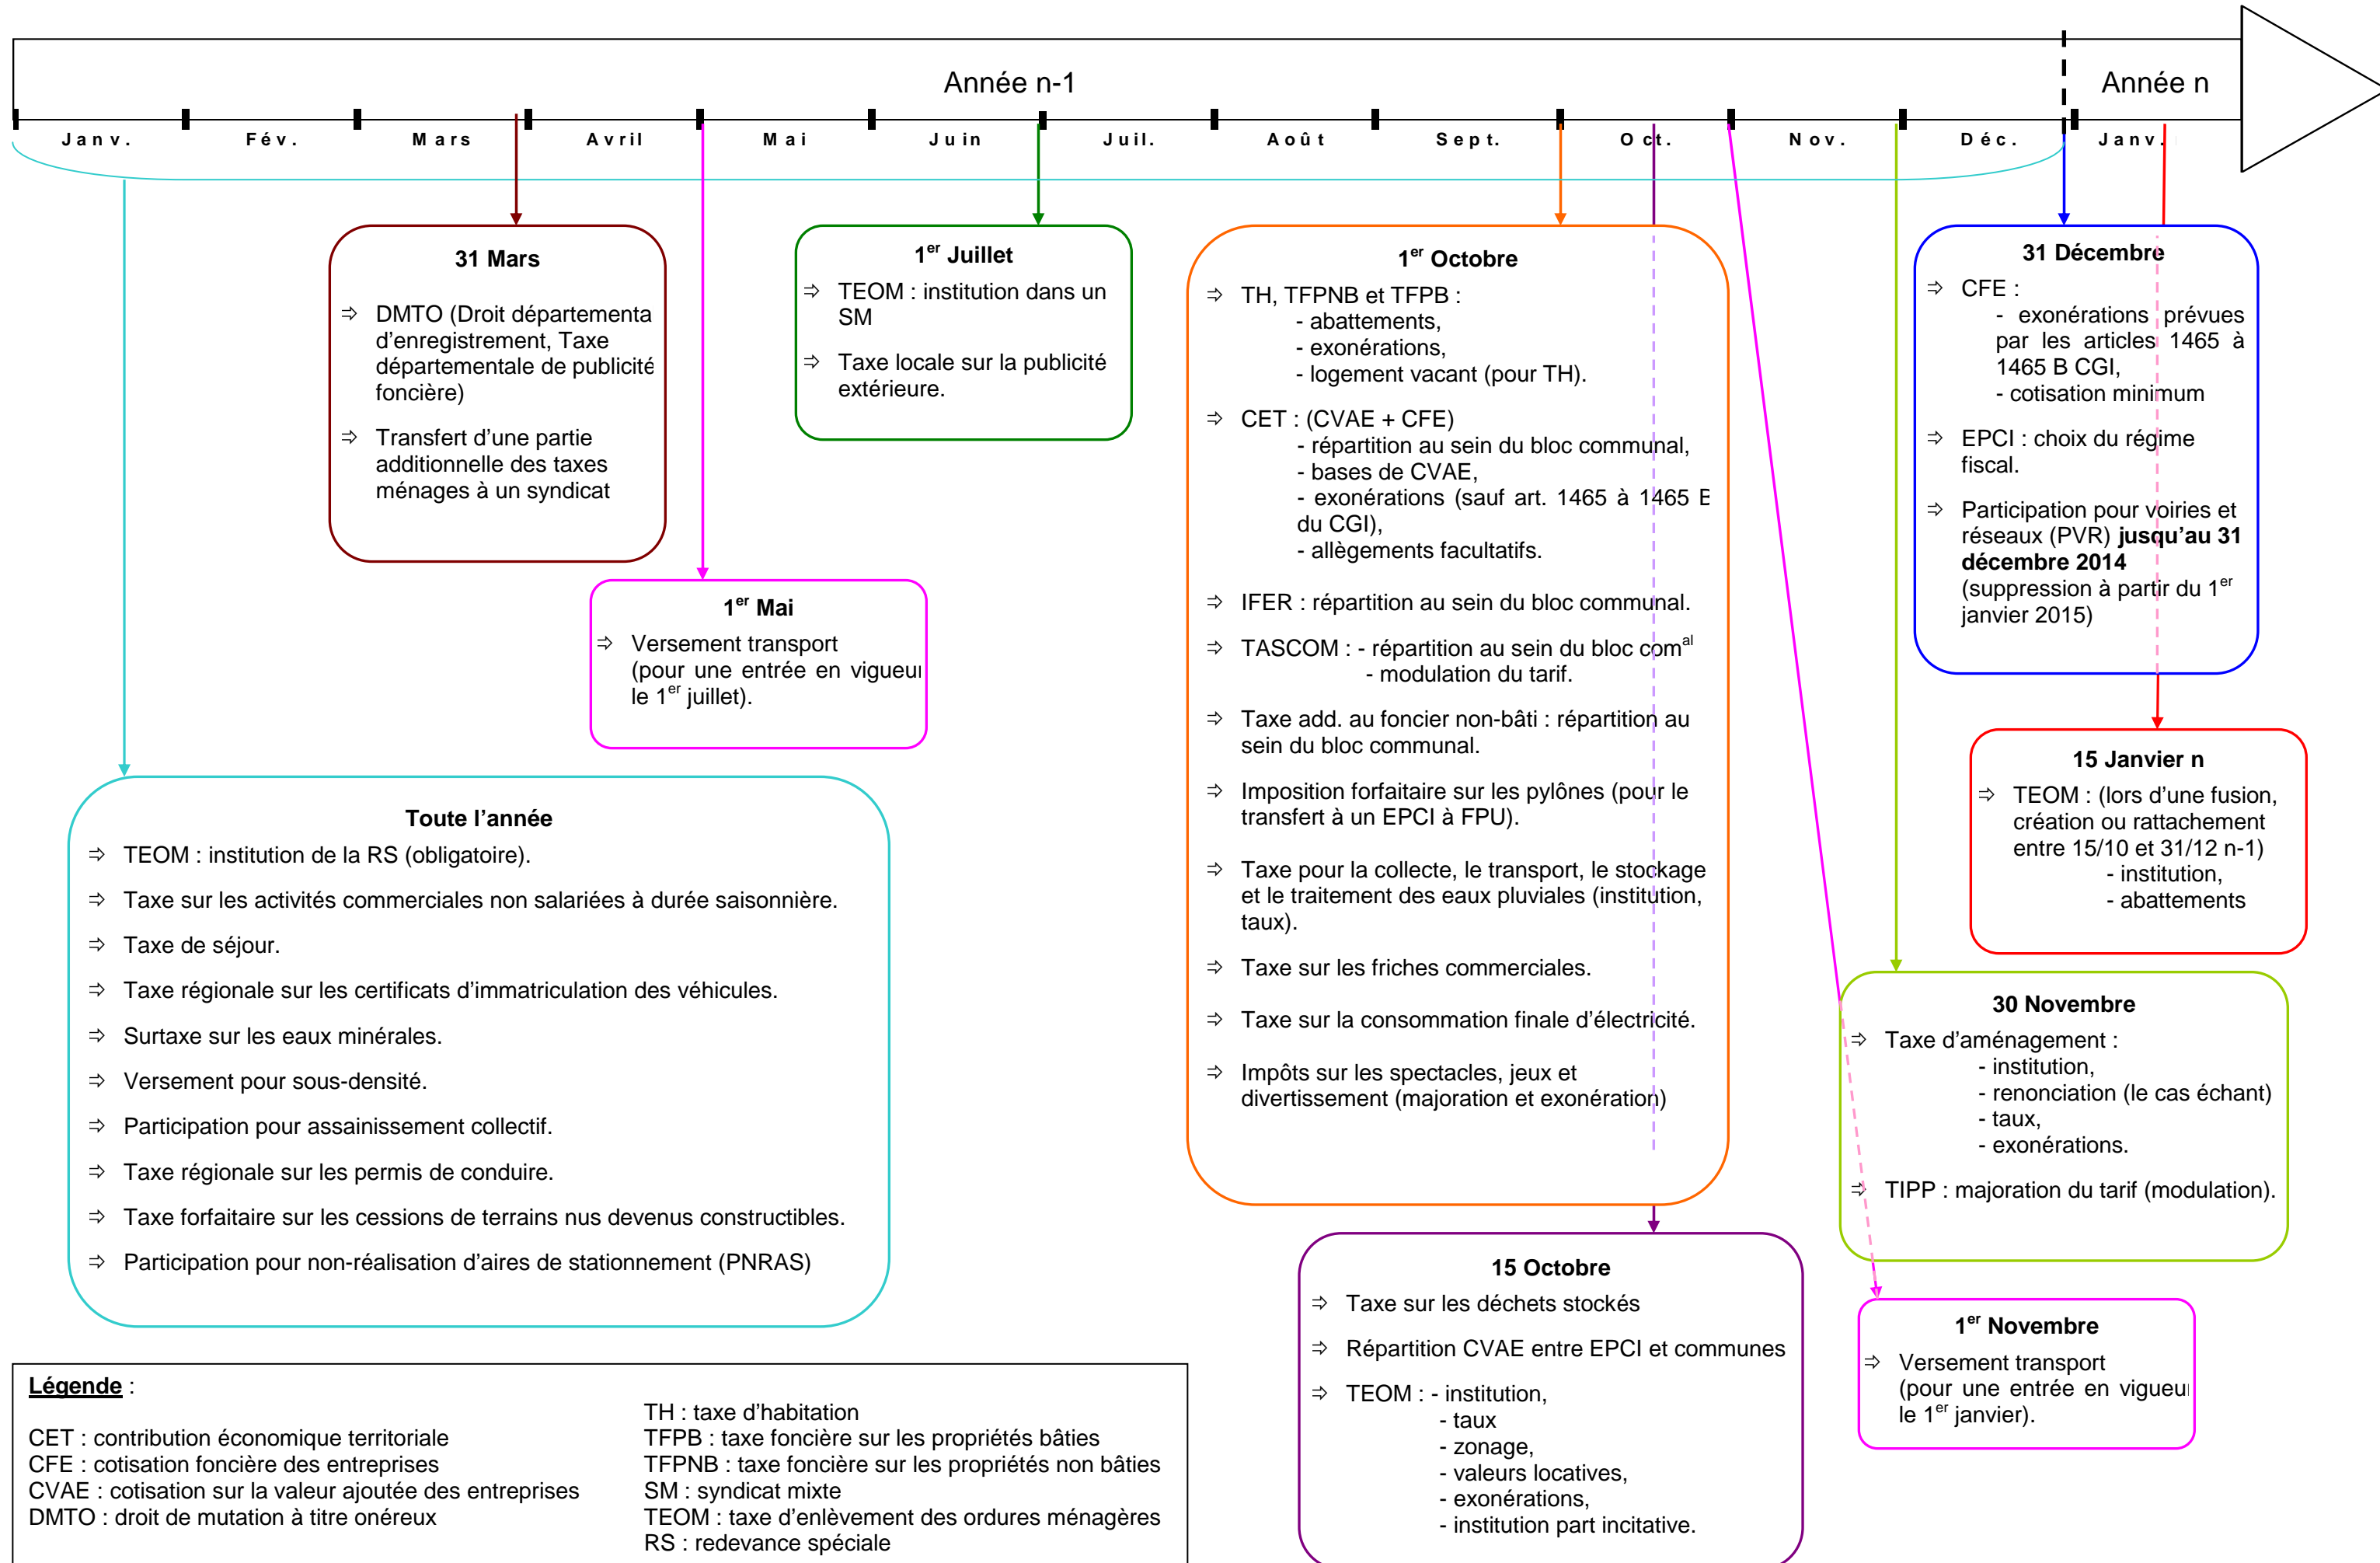 Année n-1
Année n
Janv.
Fév.
Mars
Avril
Mai
Juin
Juil.
Août
Sept.
Oct.
Nov.
Déc.
Janv.
31 Mars
⇨ DMTO (Droit départementa
d'enregistrement, Taxe
départementale de publicité
foncière)
⇨ Transfert d'une partie
additionnelle des taxes
ménages à un syndicat
1er Mai
⇨ Versement transport
(pour une entrée en vigueur
le 1er juillet).
1er Juillet
⇨ TEOM : institution dans un
SM
⇨ Taxe locale sur la publicité
extérieure.
1er Octobre
⇨ TH, TFPNB et TFPB :
- abattements,
- exonérations,
- logement vacant (pour TH).
⇨ CET : (CVAE + CFE)
- répartition au sein du bloc communal,
- bases de CVAE,
- exonérations (sauf art. 1465 à 1465 B
du CGI),
- allègements facultatifs.
⇨ IFER : répartition au sein du bloc communal.
⇨ TASCOM : - répartition au sein du bloc comal
- modulation du tarif.
⇨ Taxe add. au foncier non-bâti : répartition au
sein du bloc communal.
⇨ Imposition forfaitaire sur les pylônes (pour le
transfert à un EPCI à FPU).
⇨ Taxe pour la collecte, le transport, le stockage
et le traitement des eaux pluviales (institution,
taux).
⇨ Taxe sur les friches commerciales.
⇨ Taxe sur la consommation finale d'électricité.
⇨ Impôts sur les spectacles, jeux et
divertissement (majoration et exonération)
31 Décembre
⇨ CFE :
- exonérations prévues
par les articles 1465 à
1465 B CGI,
- cotisation minimum
⇨ EPCI : choix du régime
fiscal.
⇨ Participation pour voiries et
réseaux (PVR) jusqu'au 31
décembre 2014
(suppression à partir du 1er
janvier 2015)
15 Janvier n
⇨ TEOM : (lors d'une fusion,
création ou rattachement
entre 15/10 et 31/12 n-1)
- institution,
- abattements
Toute l'année
⇨ TEOM : institution de la RS (obligatoire).
⇨ Taxe sur les activités commerciales non salariées à durée saisonnière.
⇨ Taxe de séjour.
⇨ Taxe régionale sur les certificats d'immatriculation des véhicules.
⇨ Surtaxe sur les eaux minérales.
⇨ Versement pour sous-densité.
⇨ Participation pour assainissement collectif.
⇨ Taxe régionale sur les permis de conduire.
⇨ Taxe forfaitaire sur les cessions de terrains nus devenus constructibles.
⇨ Participation pour non-réalisation d'aires de stationnement (PNRAS)
30 Novembre
⇨ Taxe d'aménagement :
- institution,
- renonciation (le cas échant)
- taux,
- exonérations.
⇨ TIPP : majoration du tarif (modulation).
15 Octobre
⇨ Taxe sur les déchets stockés
⇨ Répartition CVAE entre EPCI et communes
⇨ TEOM : - institution,
- taux
- zonage,
- valeurs locatives,
- exonérations,
- institution part incitative.
1er Novembre
⇨ Versement transport
(pour une entrée en vigueur
le 1er janvier).
Légende :
CET : contribution économique territoriale
CFE : cotisation foncière des entreprises
CVAE : cotisation sur la valeur ajoutée des entreprises
DMTO : droit de mutation à titre onéreux
TH : taxe d'habitation
TFPB : taxe foncière sur les propriétés bâties
TFPNB : taxe foncière sur les propriétés non bâties
SM : syndicat mixte
TEOM : taxe d'enlèvement des ordures ménagères
RS : redevance spéciale